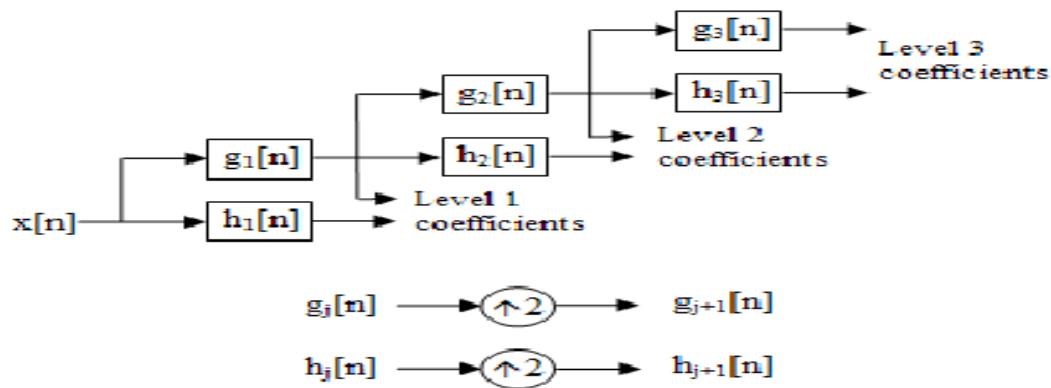 g₃[n]
Level 3
coefficients
g₂[n]
h₃[n]
Level 2
coefficients
g₁[n]
h₂[n]
Level 1
coefficients
x[n]
h₁[n]
gⱼ[n] ↑2 gⱼ₊₁[n]
hⱼ[n] ↑2 hⱼ₊₁[n]